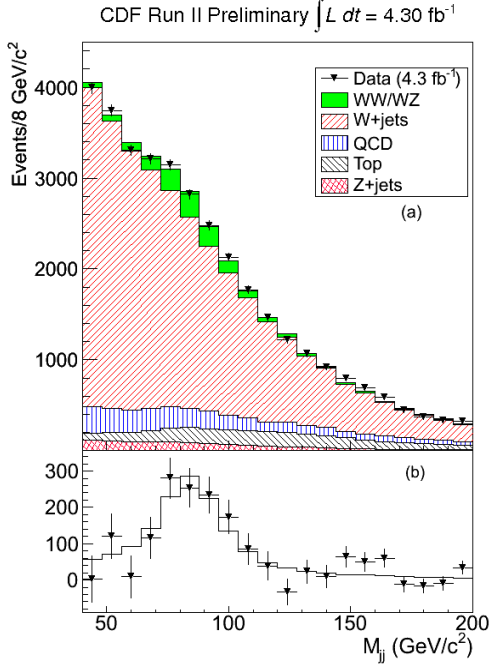 CDF Run II Preliminary ∫L dt = 4.30 fb⁻¹
Events/8 GeV/c²
4000
3000
2000
1000
Data (4.3 fb⁻¹)
WW/WZ
W+jets
QCD
Top
Z+jets
(a)
(b)
300
200
100
0
50 100 150 200
M_jj (GeV/c²)